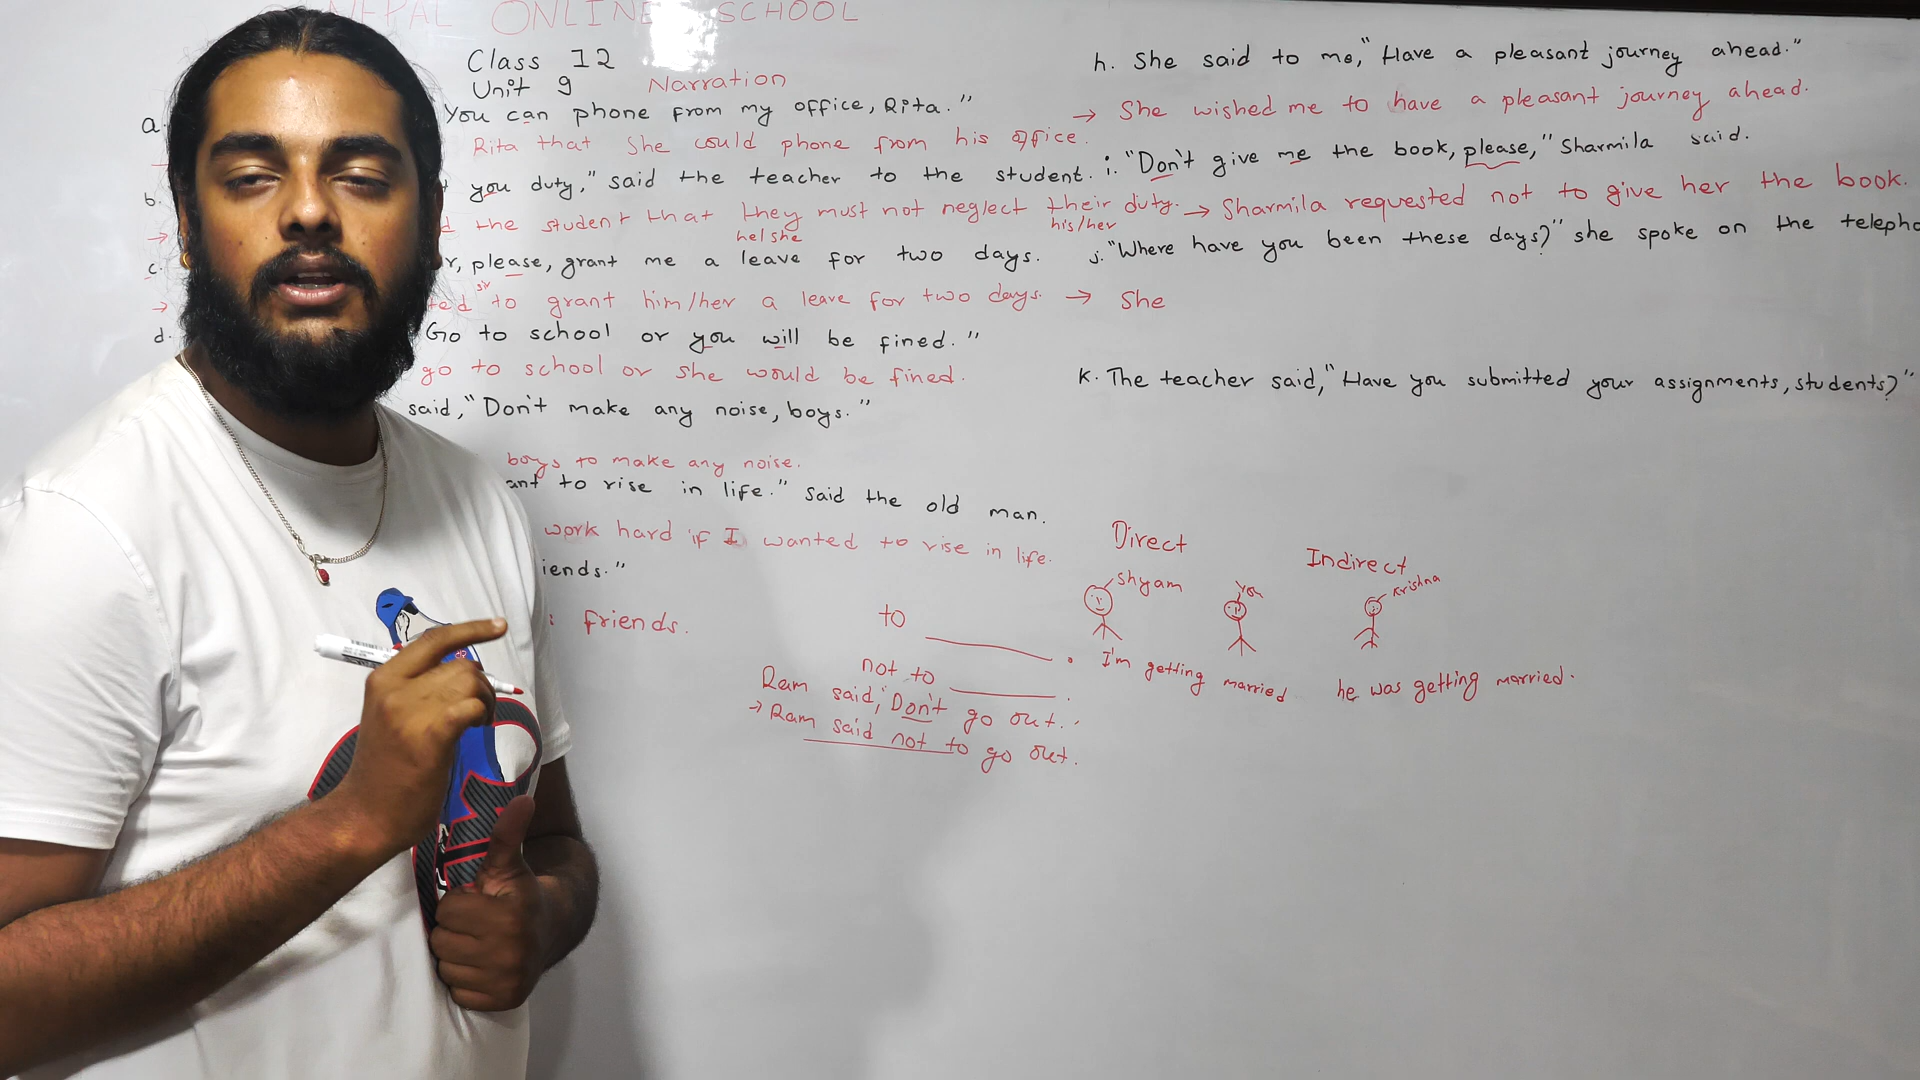 NEPAL ONLINE SCHOOL
Class 12
Unit 9 Narration
a. You can phone from my office, Rita."
Rita that she could phone from his office.
b. you duty," said the teacher to the student.
the student that they must not neglect their duty.
he/she his/her
c. please, grant me a leave for two days.
sir
to grant him/her a leave for two days.
d. Go to school or you will be fined."
go to school or she would be fined.
said, "Don't make any noise, boys."
boys to make any noise.
to rise in life." said the old man.
work hard if I wanted to rise in life.
friends.
h. She said to me," Have a pleasant journey ahead."
→ She wished me to have a pleasant journey ahead.
i. "Don't give me the book, please," Sharmila said.
→ Sharmila requested not to give her the book.
j. "Where have you been these days?" she spoke on the
→ She
k. The teacher said, "Have you submitted your assignments, students?"
Direct
Indirect
Shyam
You
Krishna
I'm getting married
he was getting married.
to ______.
not to ______.
Ram said, "Don't go out."
→ Ram said not to go out.